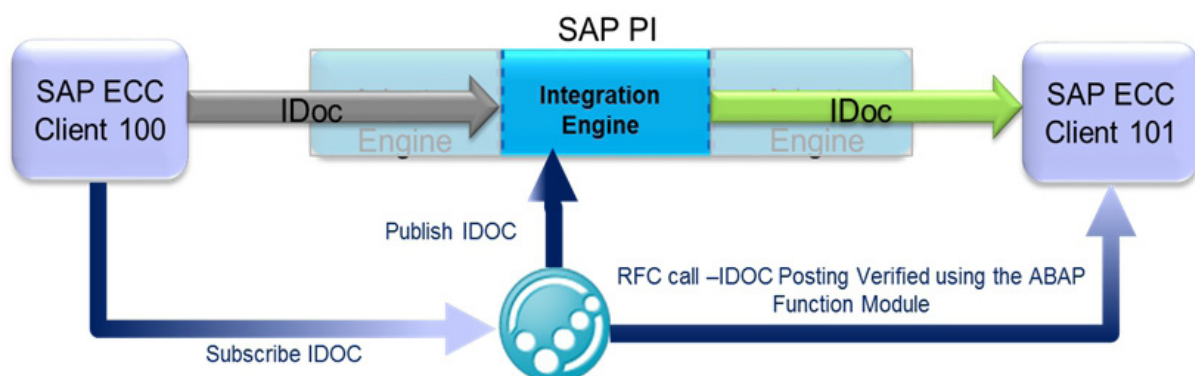 SAP PI
SAP ECC
Client 100
IDoc
Engine
Integration
Engine
IDoc
Engine
SAP ECC
Client 101
Publish IDOC
RFC call –IDOC Posting Verified using the ABAP
Function Module
Subscribe IDOC